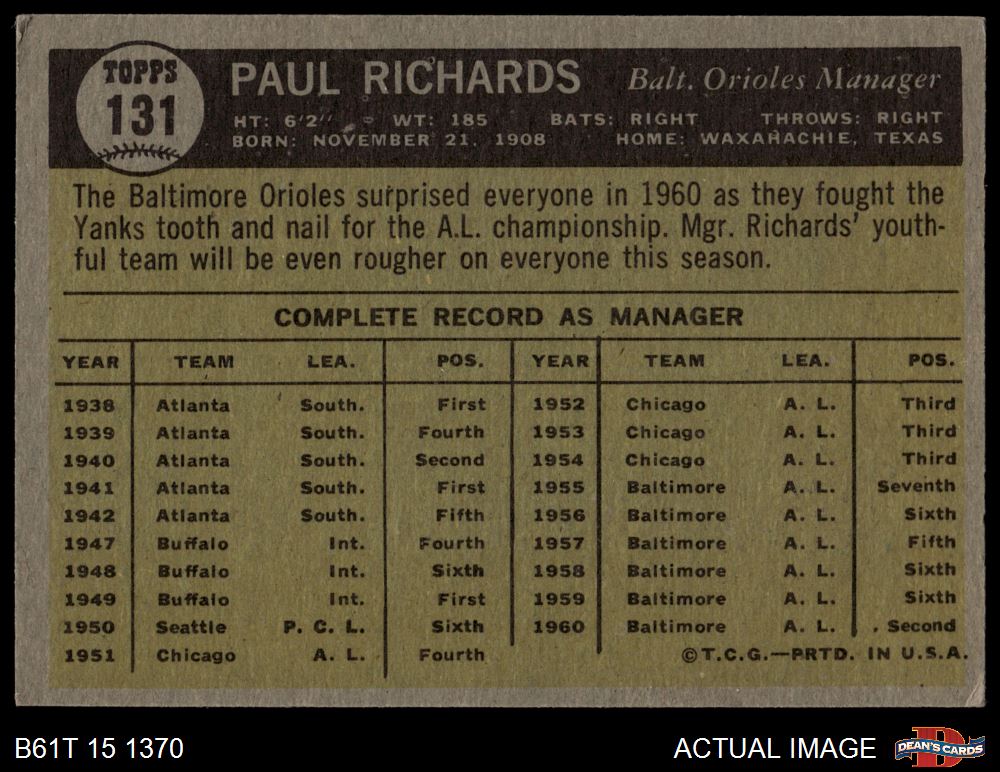 TOPPS
131
PAUL RICHARDS Balt. Orioles Manager
HT: 6'2" WT: 185 BATS: RIGHT THROWS: RIGHT
BORN: NOVEMBER 21, 1908 HOME: WAXAHACHIE, TEXAS
The Baltimore Orioles surprised everyone in 1960 as they fought the
Yanks tooth and nail for the A.L. championship. Mgr. Richards' youth-
ful team will be even rougher on everyone this season.
COMPLETE RECORD AS MANAGER
YEAR TEAM LEA. POS. YEAR TEAM LEA. POS.
1938 Atlanta South. First 1952 Chicago A. L. Third
1939 Atlanta South. Fourth 1953 Chicago A. L. Third
1940 Atlanta South. Second 1954 Chicago A. L. Third
1941 Atlanta South. First 1955 Baltimore A. L. Seventh
1942 Atlanta South. Fifth 1956 Baltimore A. L. Sixth
1947 Buffalo Int. Fourth 1957 Baltimore A. L. Fifth
1948 Buffalo Int. Sixth 1958 Baltimore A. L. Sixth
1949 Buffalo Int. First 1959 Baltimore A. L. Sixth
1950 Seattle P. C. L. Sixth 1960 Baltimore A. L. Second
1951 Chicago A. L. Fourth ©T.C.G.—PRTD. IN U.S.A.
B61T 15 1370 ACTUAL IMAGE D DEAN'S CARDS